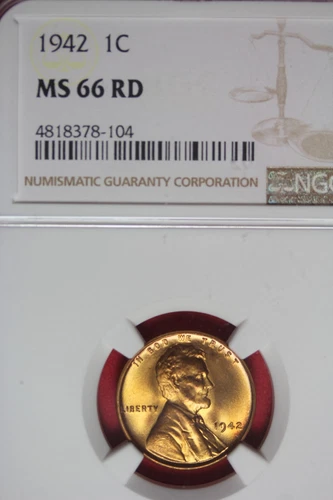 1942 1C
MS 66 RD
4818378-104
NUMISMATIC GUARANTY CORPORATION
NGC
IN GOD WE TRUST
LIBERTY
1942